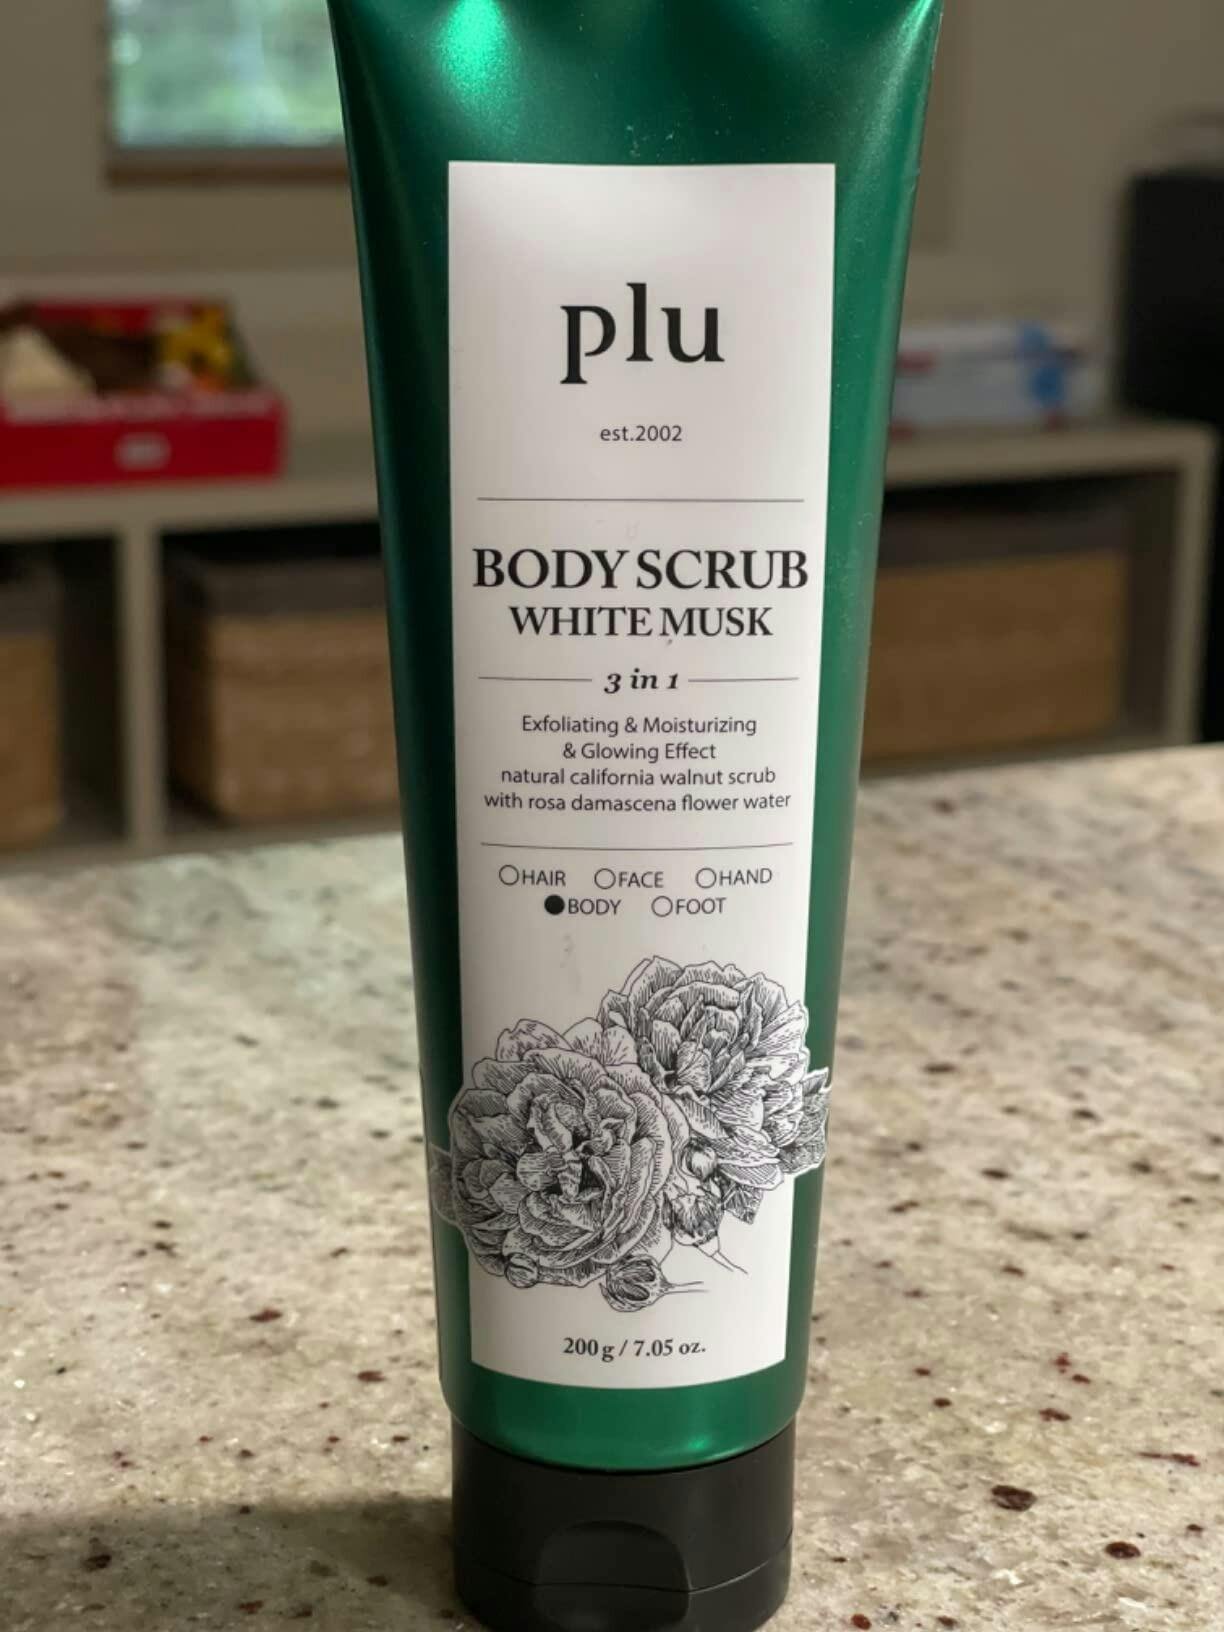 plu
est.2002
BODY SCRUB
WHITE MUSK
3 in 1
Exfoliating & Moisturizing
& Glowing Effect
natural california walnut scrub
with rosa damascena flower water
HAIR FACE HAND
BODY FOOT
200 g / 7.05 oz.